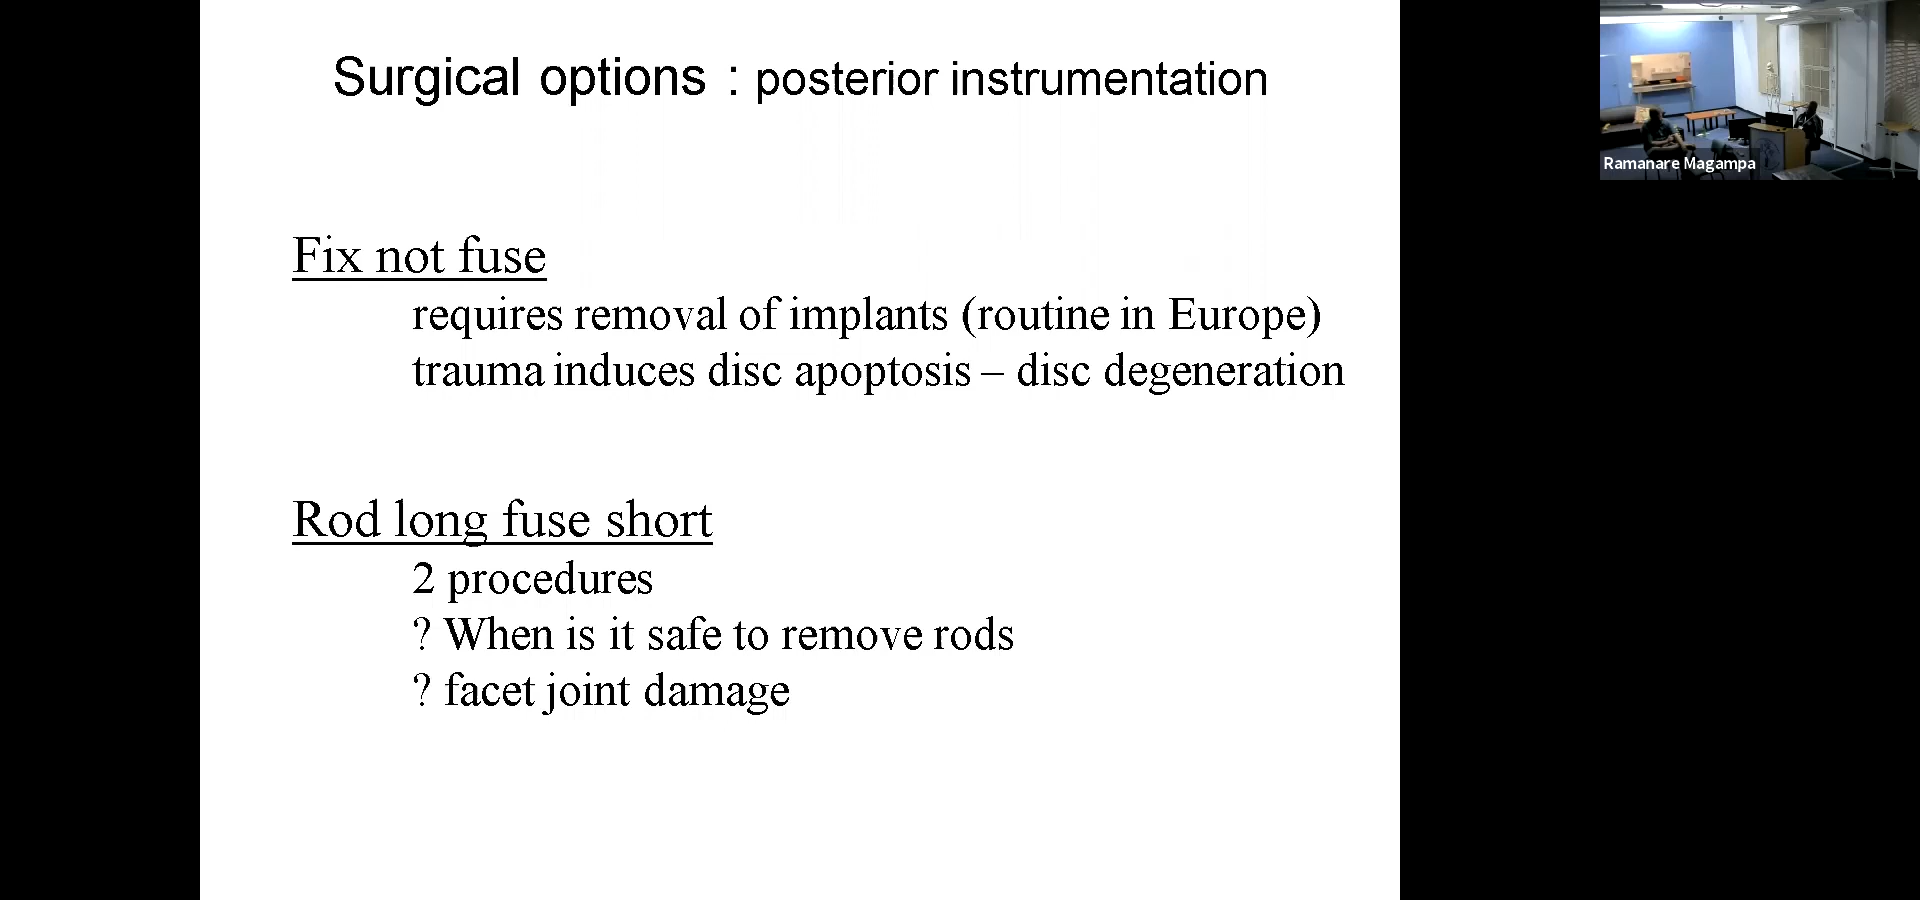 Surgical options : posterior instrumentation
Fix not fuse
requires removal of implants (routine in Europe)
trauma induces disc apoptosis – disc degeneration
Rod long fuse short
2 procedures
? When is it safe to remove rods
? facet joint damage
Ramanare Magampa